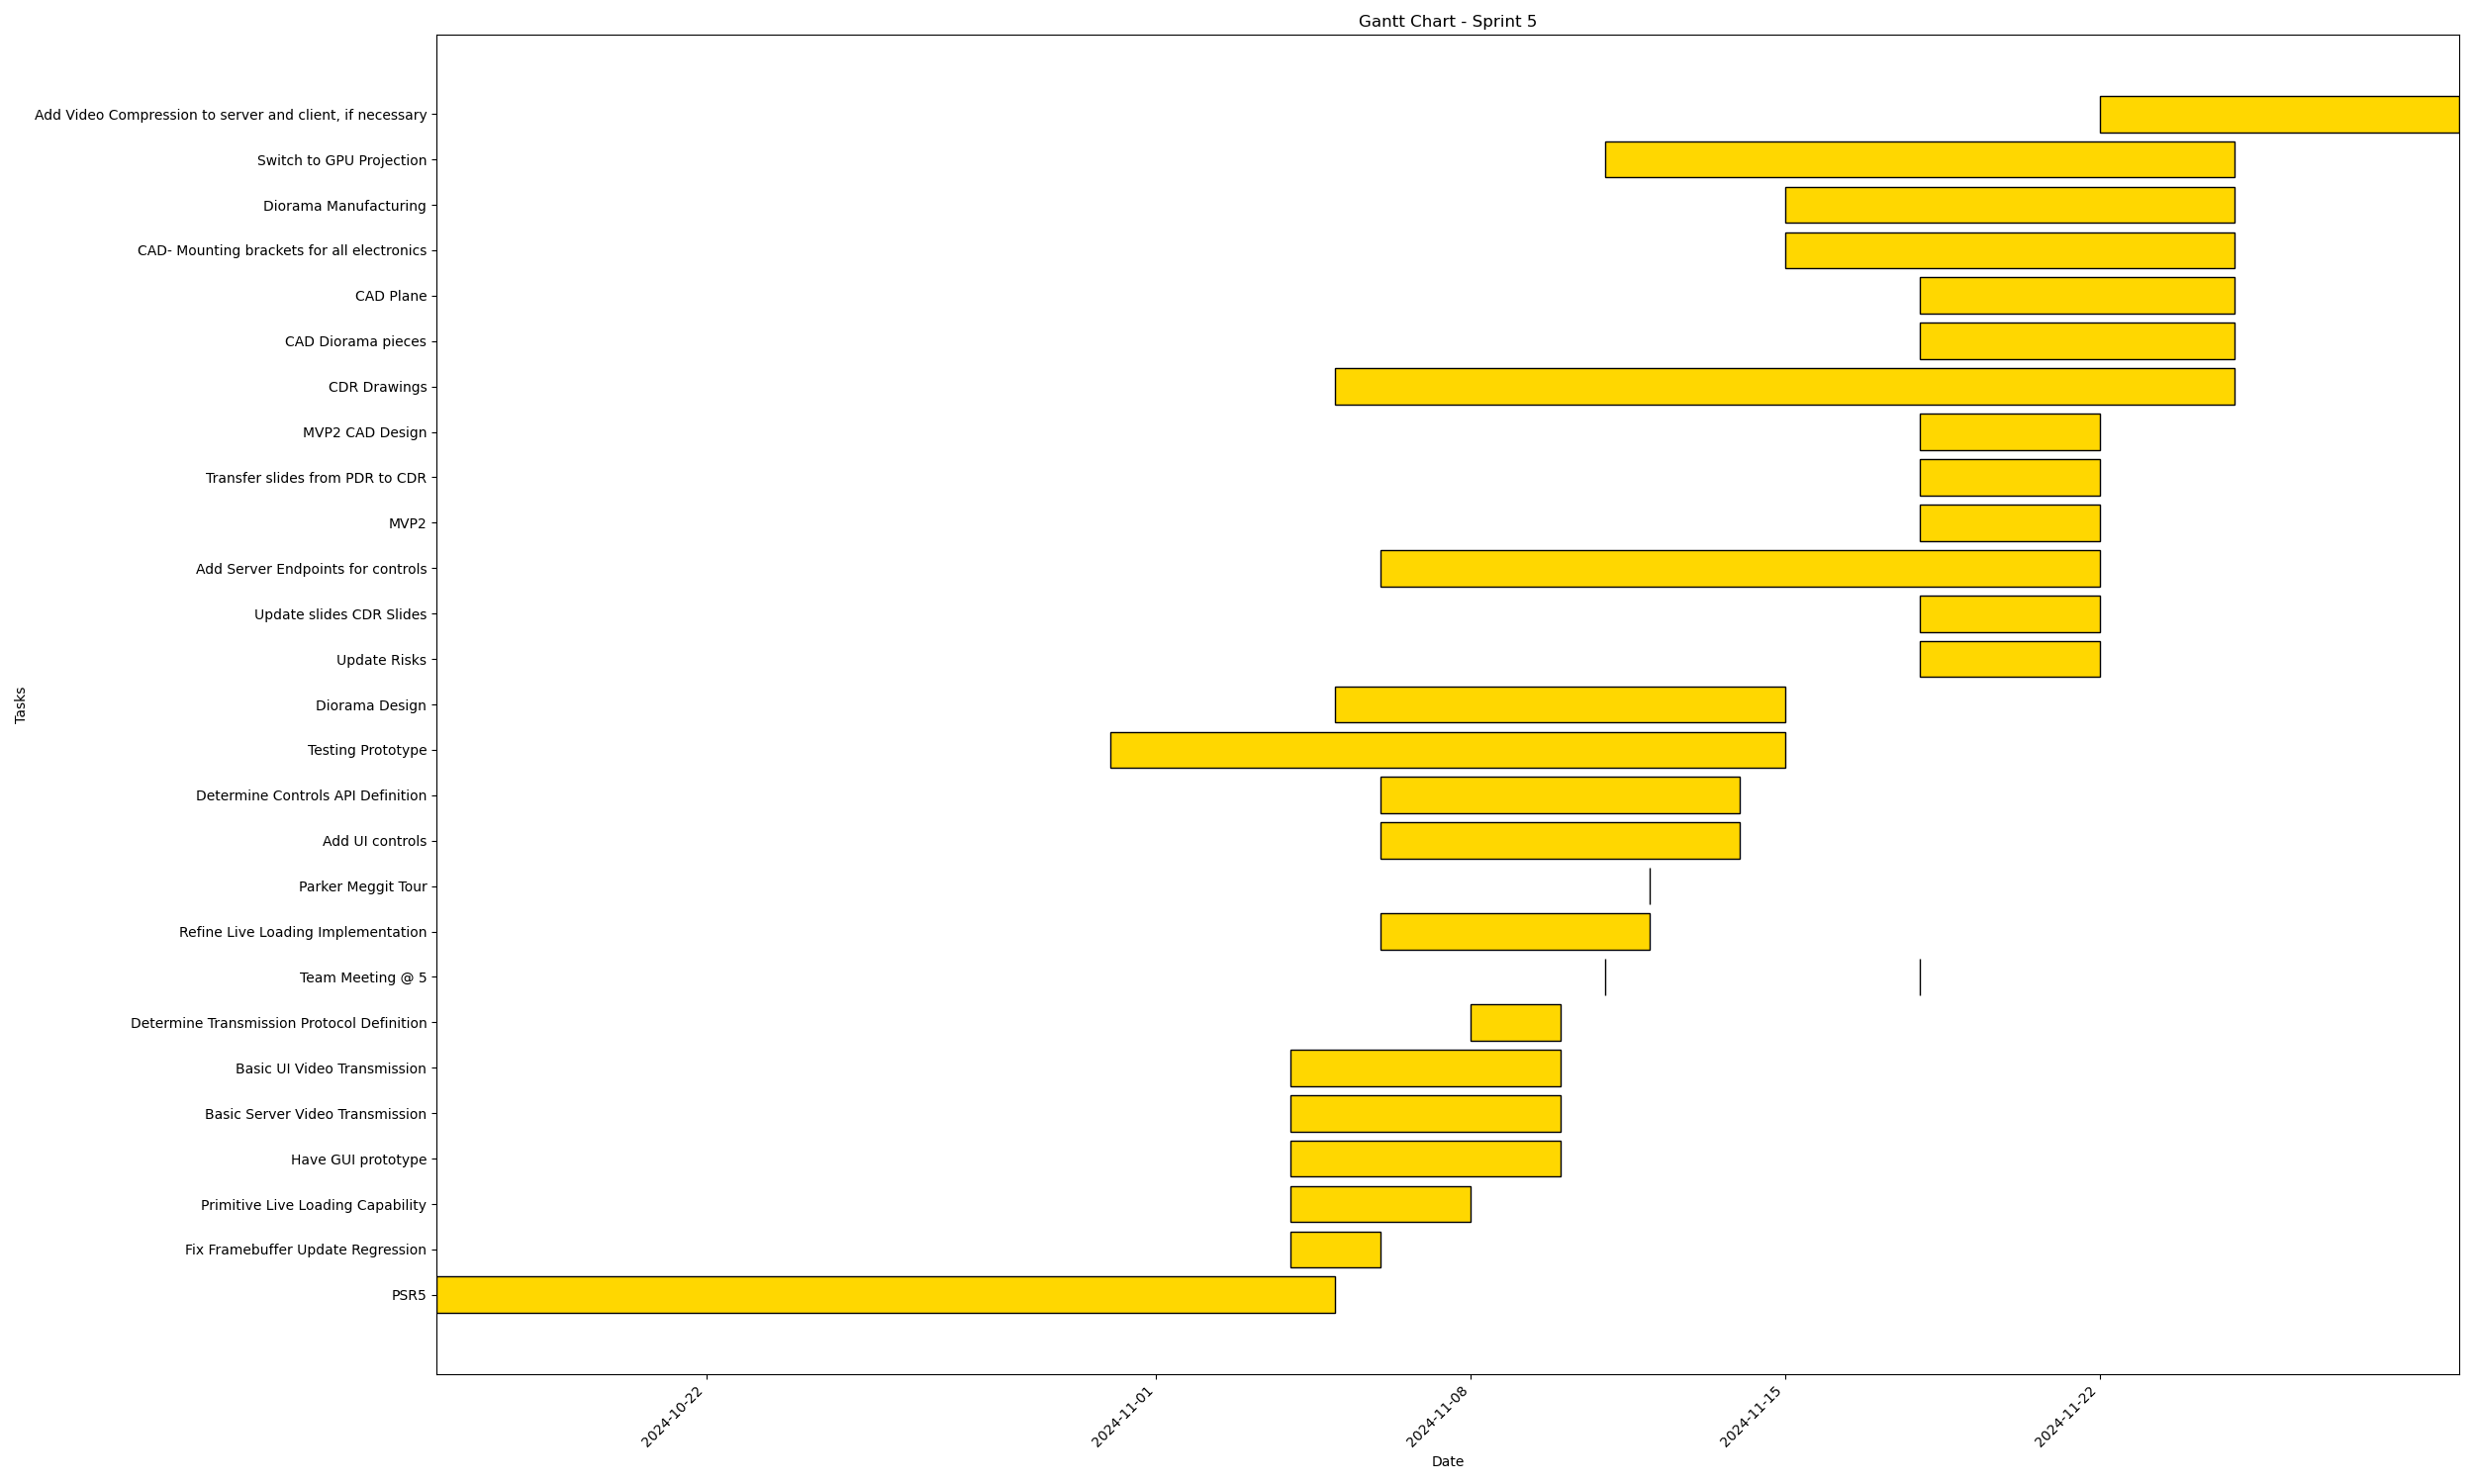 Gantt Chart - Sprint 5
Add Video Compression to server and client, if necessary
Switch to GPU Projection
Diorama Manufacturing
CAD- Mounting brackets for all electronics
CAD Plane
CAD Diorama pieces
CDR Drawings
MVP2 CAD Design
Transfer slides from PDR to CDR
MVP2
Add Server Endpoints for controls
Update slides CDR Slides
Update Risks
Tasks
Diorama Design
Testing Prototype
Determine Controls API Definition
Add UI controls
Parker Meggit Tour
Refine Live Loading Implementation
Team Meeting @ 5
Determine Transmission Protocol Definition
Basic UI Video Transmission
Basic Server Video Transmission
Have GUI prototype
Primitive Live Loading Capability
Fix Framebuffer Update Regression
PSR5
2024-10-22
2024-11-01
2024-11-08
2024-11-15
2024-11-22
Date